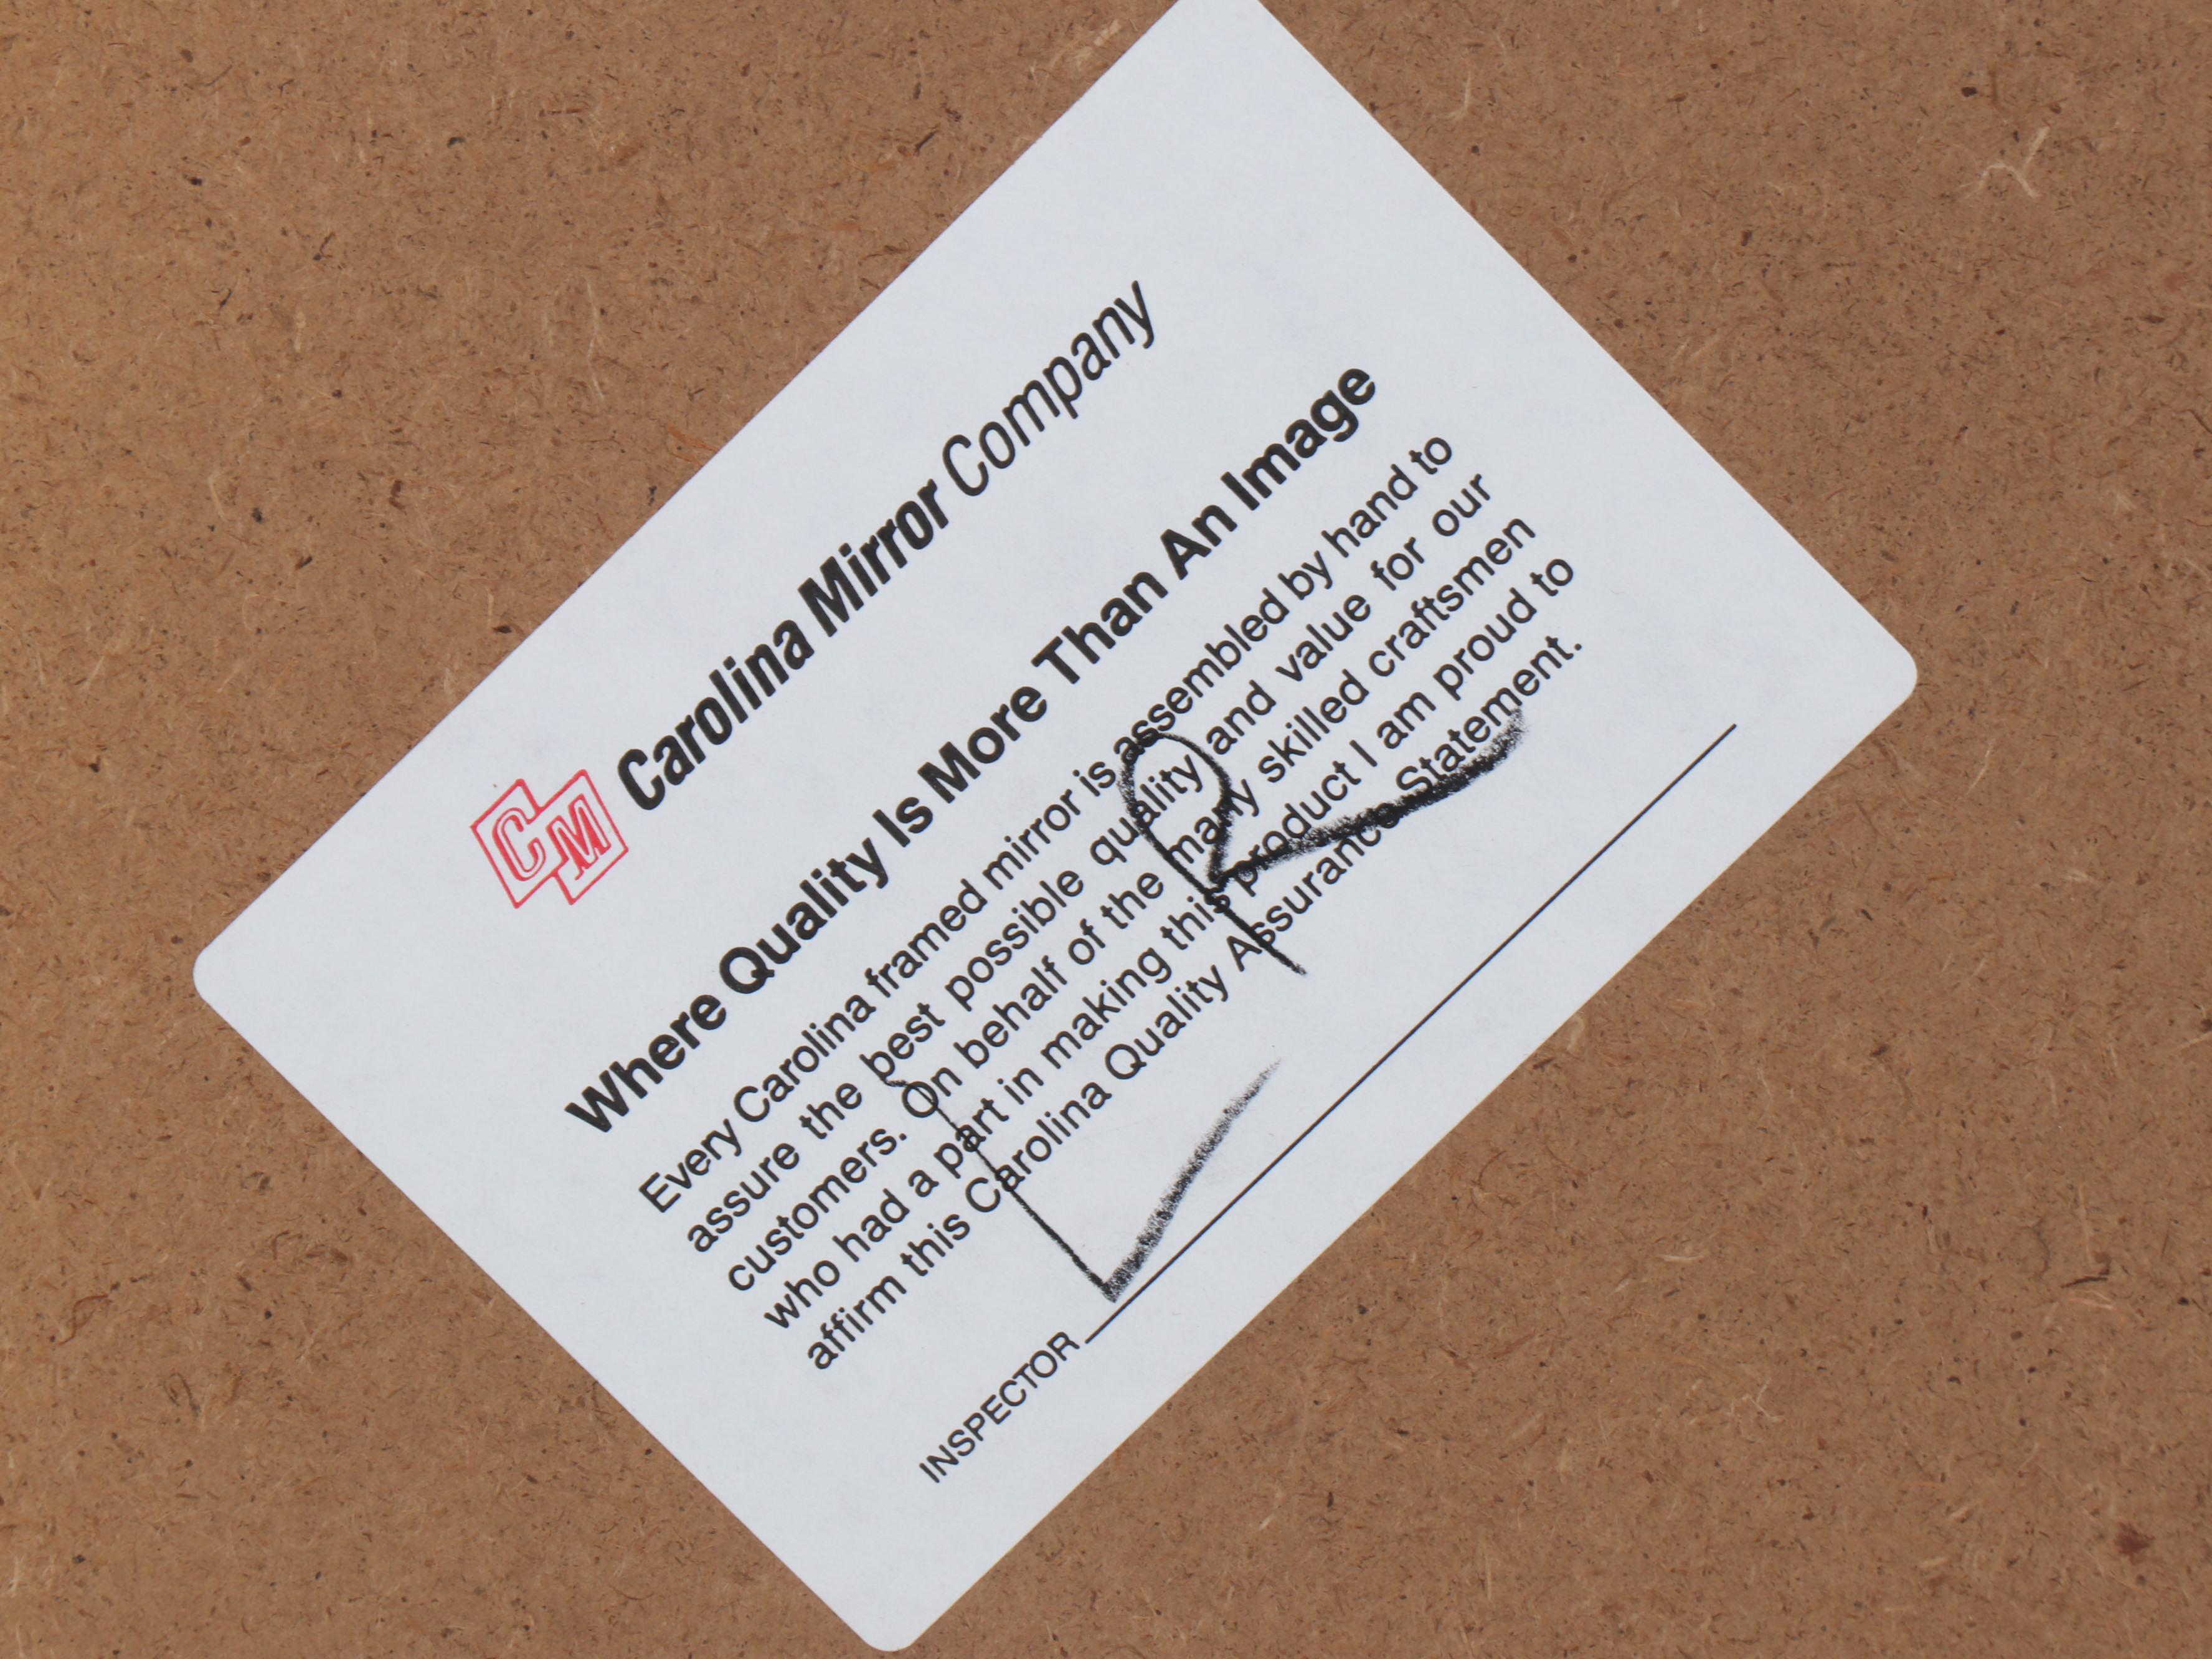 CM Carolina Mirror Company
Where Quality Is More Than An Image
Every Carolina framed mirror is assembled by hand to
assure the best possible quality and value for our
customers. On behalf of the many skilled craftsmen
who had a part in making this product I am proud to
affirm this Carolina Quality Assurance Statement.
INSPECTOR
LR